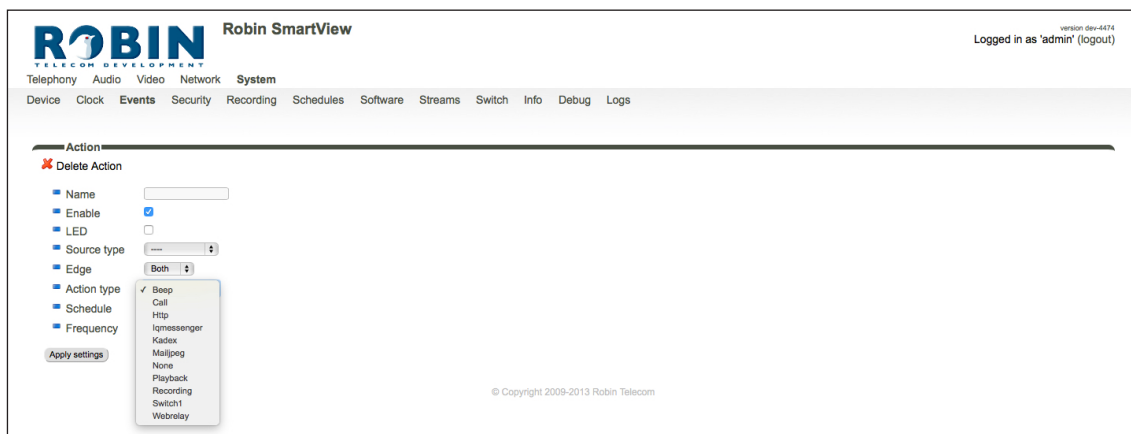 ROBIN
TELECOM DEVELOPMENT
Robin SmartView
version dev-4474
Logged in as 'admin' (logout)
Telephony Audio Video Network System
Device Clock Events Security Recording Schedules Software Streams Switch Info Debug Logs
Action
Delete Action
Name
Enable
LED
Source type ----
Edge Both
Action type ✓ Beep
Call
Schedule
Http
Iqmessenger
Frequency
Kadex
Mailjpeg
Apply settings
None
Playback
Recording
Switch1
Webrelay
© Copyright 2009-2013 Robin Telecom